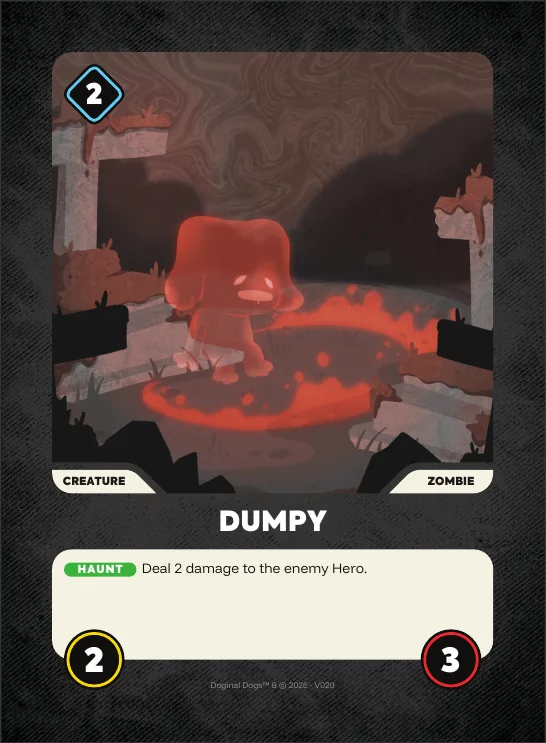 2
CREATURE
ZOMBIE
DUMPY
HAUNT Deal 2 damage to the enemy Hero.
2
3
Doginal Dogs™ & © 2026 - V020